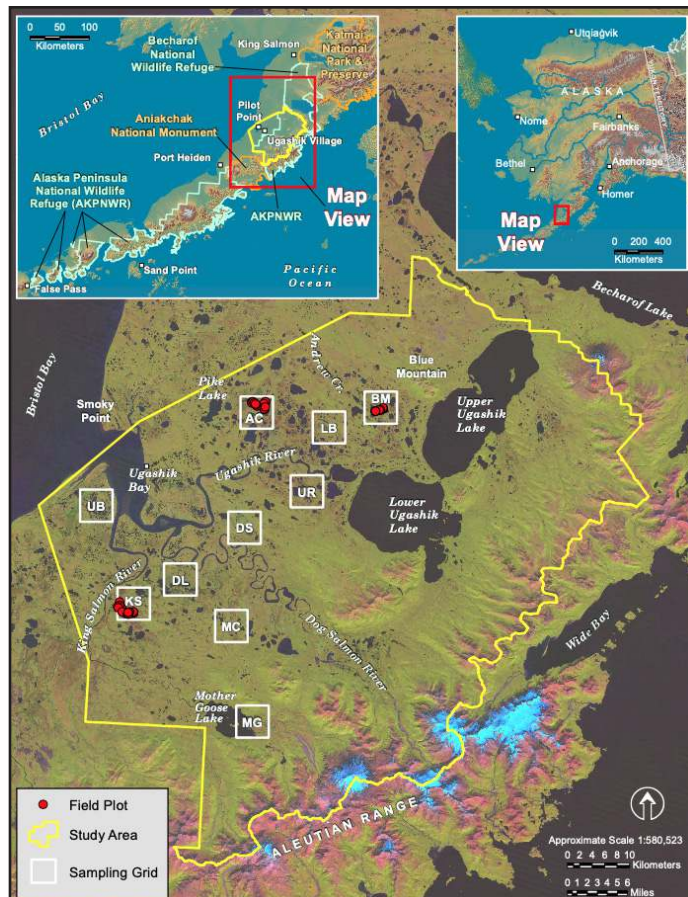 0 50 100
Kilometers
Becharof
National
Wildlife Refuge
King Salmon
Katmai
National
Park &
Preserve
Bristol Bay
Pilot
Point
Aniakchak
National Monument
Ugashik Village
Port Heiden
Alaska Peninsula
National Wildlife
Refuge (AKPNWR)
AKPNWR
Map
View
Sand Point
False Pass
Pacific
Ocean
Utqiaġvik
ALASKA
Nome
Fairbanks
Bethel
Anchorage
Homer
Map
View
0 200 400
Kilometers
Becharof Lake
Bristol Bay
Andrew Cr.
Blue
Mountain
Pike
Lake
Smoky
Point
AC
BM
LB
Upper
Ugashik
Lake
Ugashik River
Ugashik
Bay
UB
UR
Lower
Ugashik
Lake
DS
DL
KS
King Salmon River
MC
Dog Salmon River
Wide Bay
Mother
Goose
Lake
MG
ALEUTIAN RANGE
Field Plot
Study Area
Sampling Grid
Approximate Scale 1:580,523
0 2 4 6 8 10
Kilometers
0 1 2 3 4 5 6
Miles